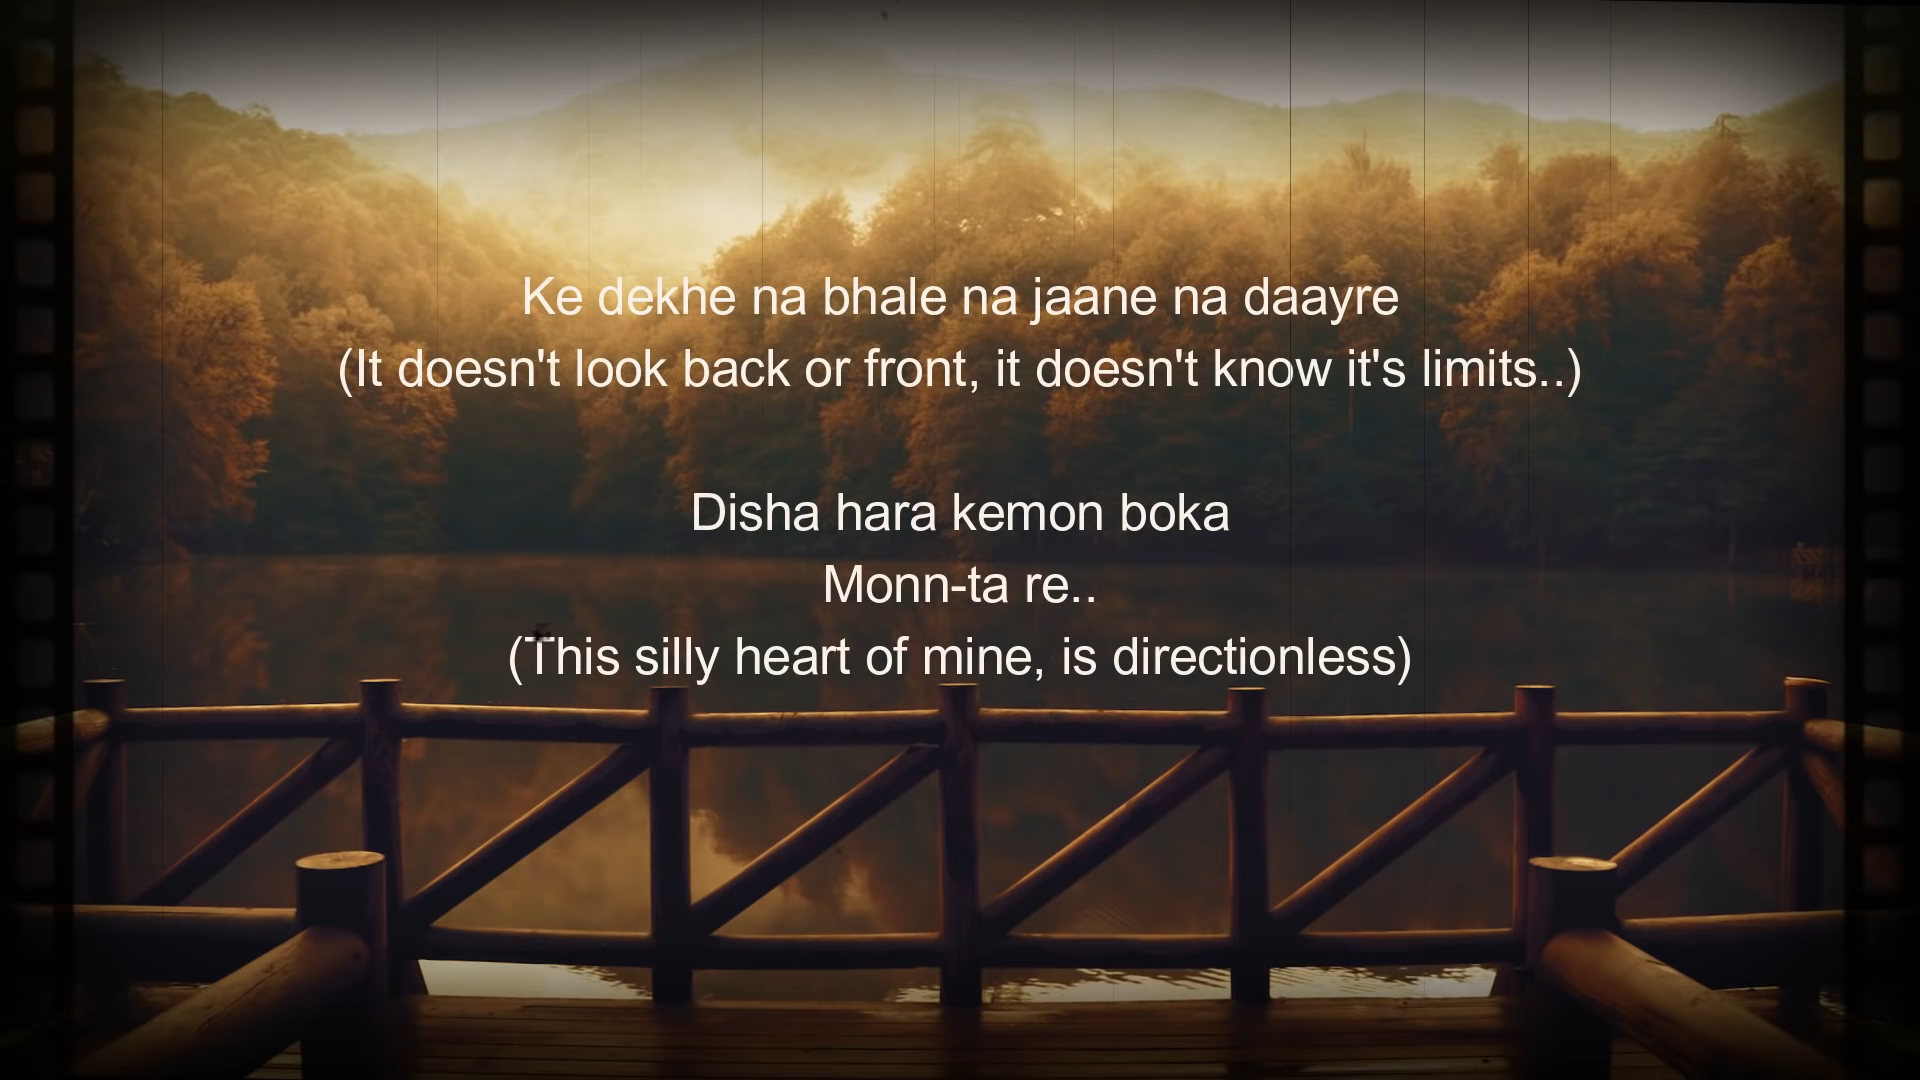 Ke dekhe na bhale na jaane na daayre
(It doesn't look back or front, it doesn't know it's limits..)
Disha hara kemon boka
Monn-ta re..
(This silly heart of mine, is directionless)